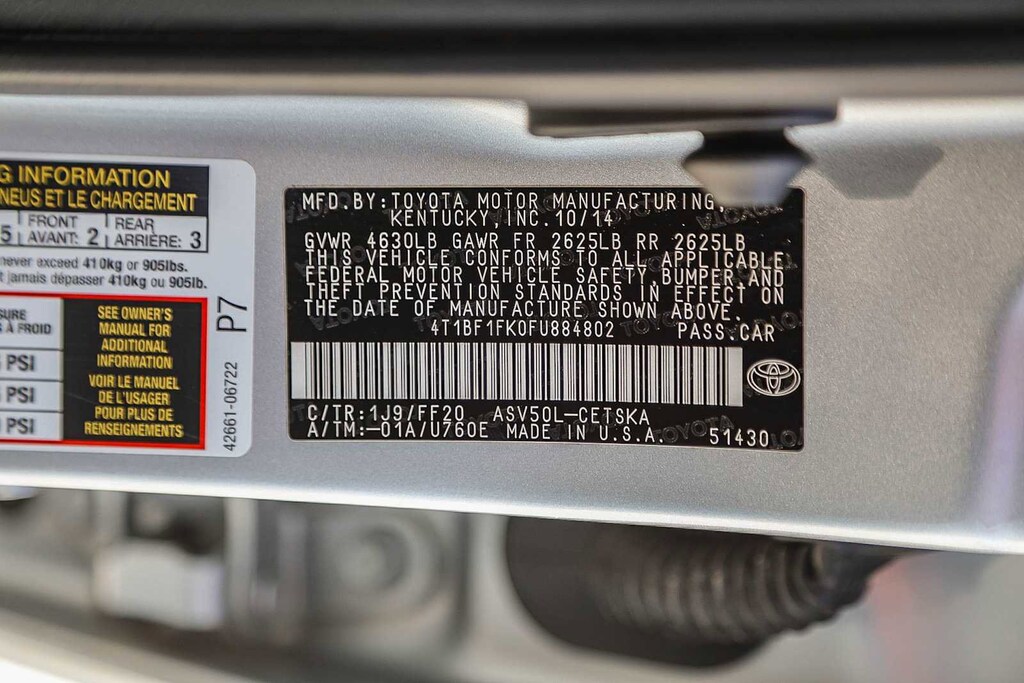 G INFORMATION
NEUS ET LE CHARGEMENT
5 FRONT AVANT: 2 REAR ARRIÈRE: 3
never exceed 410kg or 905lbs.
t jamais dépasser 410kg ou 905lb.
SURE
S À FROID
PSI
PSI
PSI
SEE OWNER'S
MANUAL FOR
ADDITIONAL
INFORMATION
VOIR LE MANUEL
DE L'USAGER
POUR PLUS DE
RENSEIGNEMENTS
P7
42661-06722
MFD. BY: TOYOTA MOTOR MANUFACTURING,
KENTUCKY, INC. 10/14
GVWR 4630LB GAWR FR 2625LB RR 2625LB
THIS VEHICLE CONFORMS TO ALL APPLICABLE
FEDERAL MOTOR VEHICLE SAFETY, BUMPER AND
THEFT PREVENTION STANDARDS IN EFFECT ON
THE DATE OF MANUFACTURE SHOWN ABOVE.
4T1BF1FK0FU884802 PASS.CAR
C/TR:1J9/FF20 ASV50L-CETSKA
A/TM:-01A/U760E MADE IN U.S.A. 51430